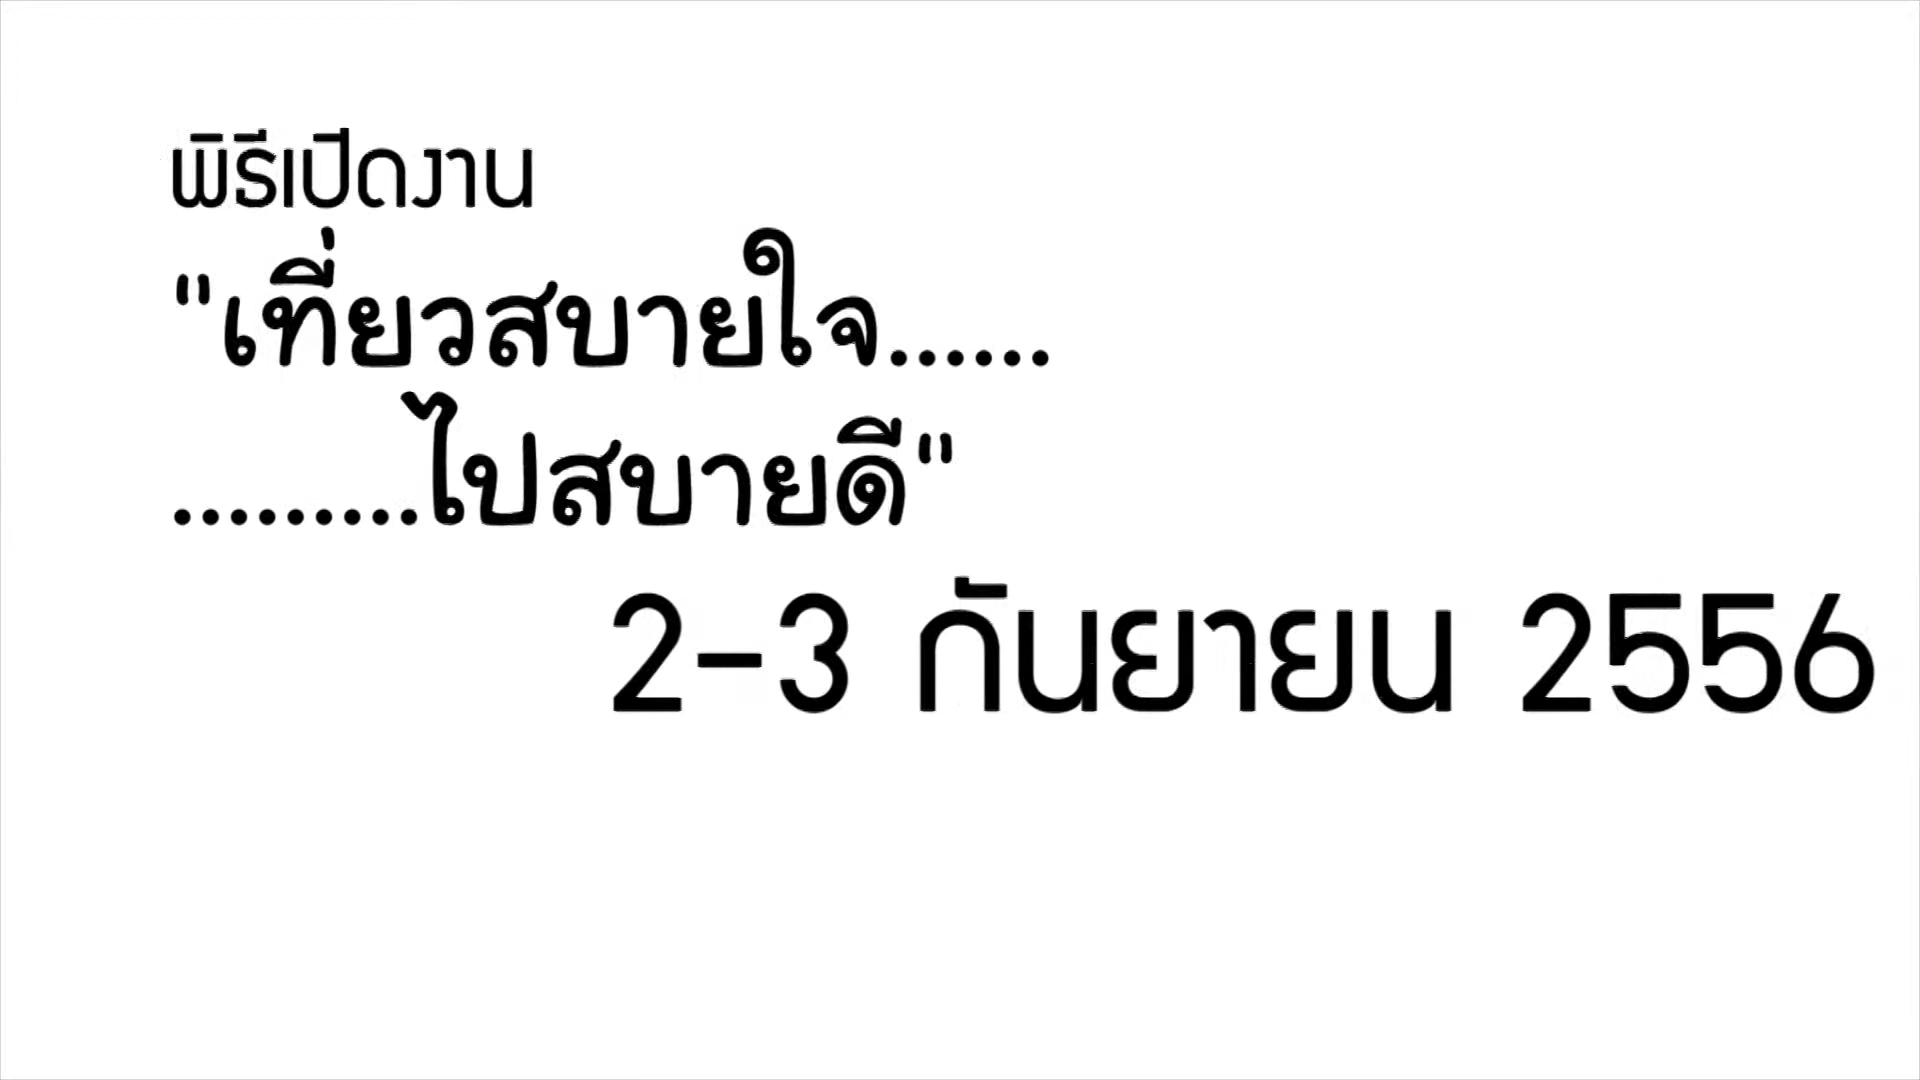 พิธีเปิดงาน
"เที่ยวสบายใจ......
.........ไปสบายดี"
2-3 กันยายน 2556